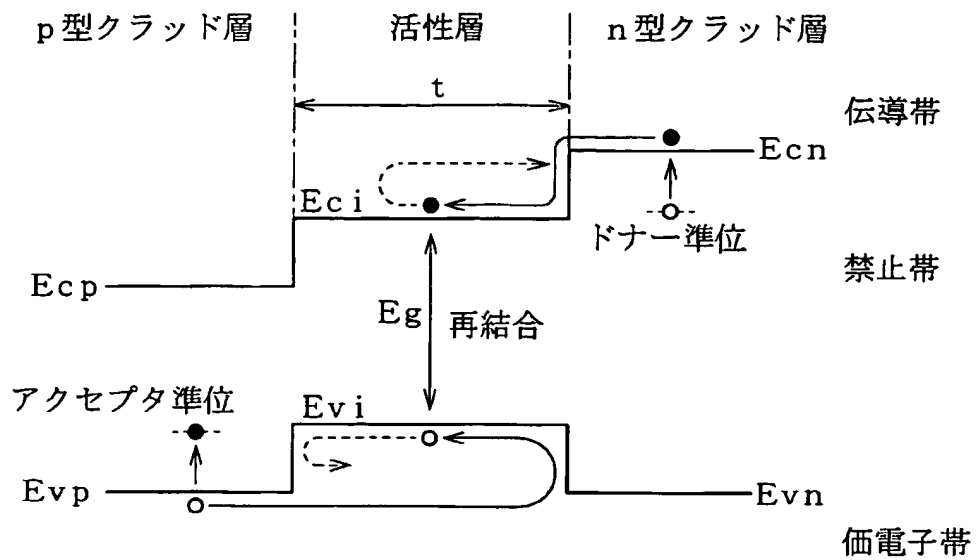 p型クラッド層
活性層
n型クラッド層
t
伝導帯
Ecn
Eci
ドナー準位
禁止帯
Ecp
Eg
再結合
アクセプタ準位
Evi
Evp
Evn
価電子帯